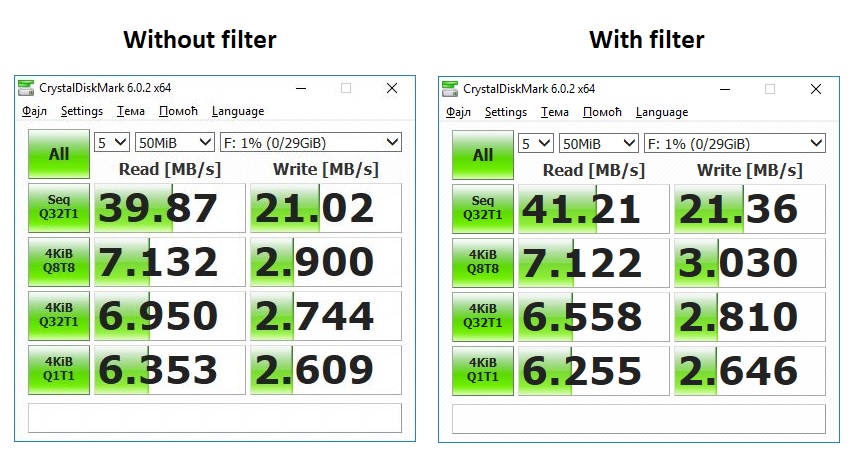 Without filter
CrystalDiskMark 6.0.2 x64
Фајл Settings Тема Помоћ Language
All 5 50MiB F: 1% (0/29GiB)
Read [MB/s] Write [MB/s]
Seq Q32T1 39.87 21.02
4KiB Q8T8 7.132 2.900
4KiB Q32T1 6.950 2.744
4KiB Q1T1 6.353 2.609
With filter
CrystalDiskMark 6.0.2 x64
Фајл Settings Тема Помоћ Language
All 5 50MiB F: 1% (0/29GiB)
Read [MB/s] Write [MB/s]
Seq Q32T1 41.21 21.36
4KiB Q8T8 7.122 3.030
4KiB Q32T1 6.558 2.810
4KiB Q1T1 6.255 2.646